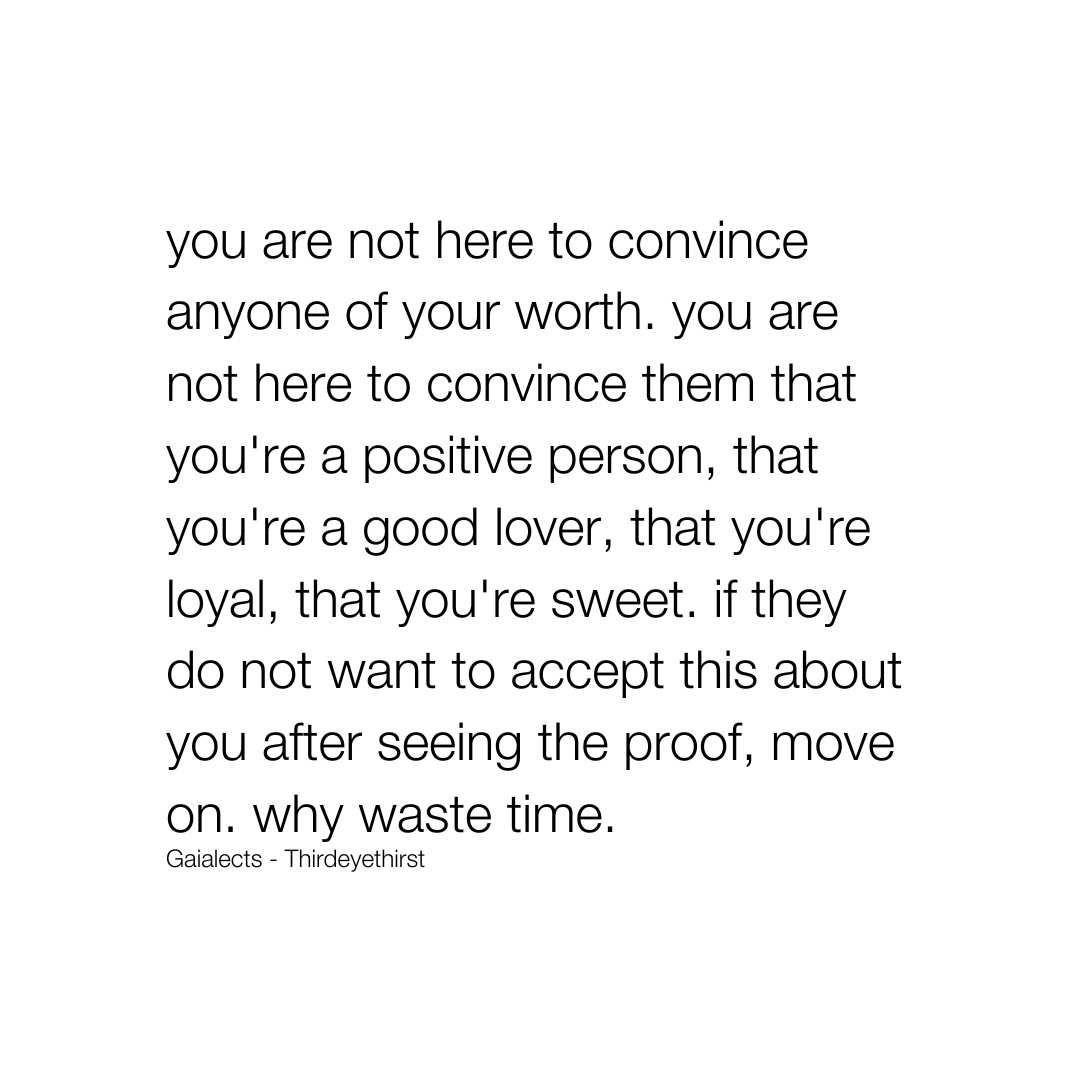 you are not here to convince
anyone of your worth. you are
not here to convince them that
you're a positive person, that
you're a good lover, that you're
loyal, that you're sweet. if they
do not want to accept this about
you after seeing the proof, move
on. why waste time.
Gaialects - Thirdeyethirst